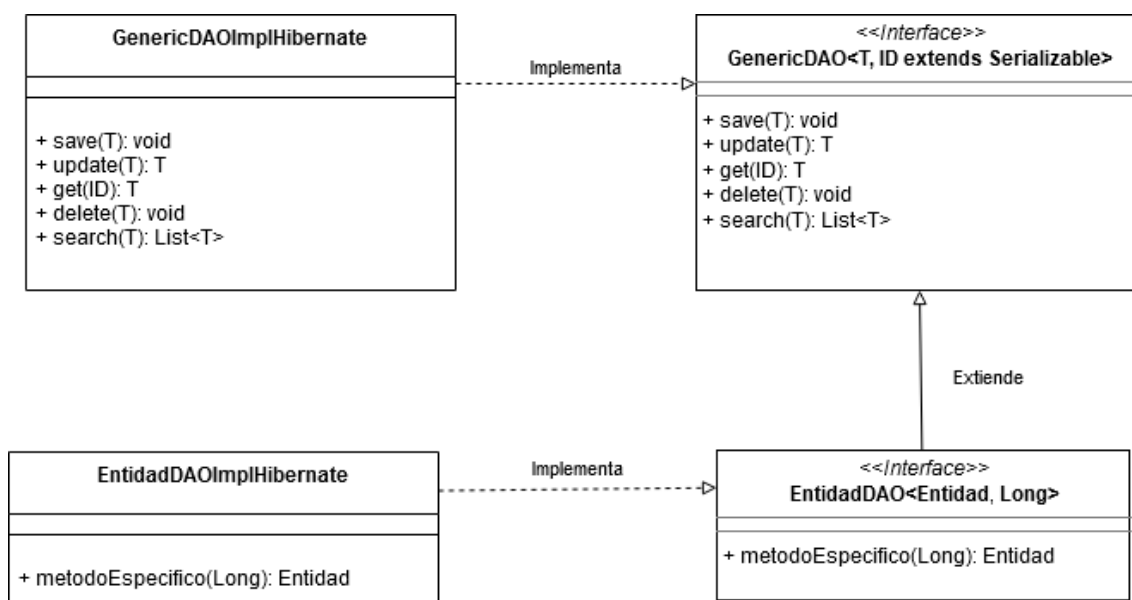 GenericDAOImplHibernate
+ save(T): void
+ update(T): T
+ get(ID): T
+ delete(T): void
+ search(T): List<T>
Implementa
<<Interface>>
GenericDAO<T, ID extends Serializable>
+ save(T): void
+ update(T): T
+ get(ID): T
+ delete(T): void
+ search(T): List<T>
Extiende
EntidadDAOImplHibernate
+ metodoEspecifico(Long): Entidad
Implementa
<<Interface>>
EntidadDAO<Entidad, Long>
+ metodoEspecifico(Long): Entidad